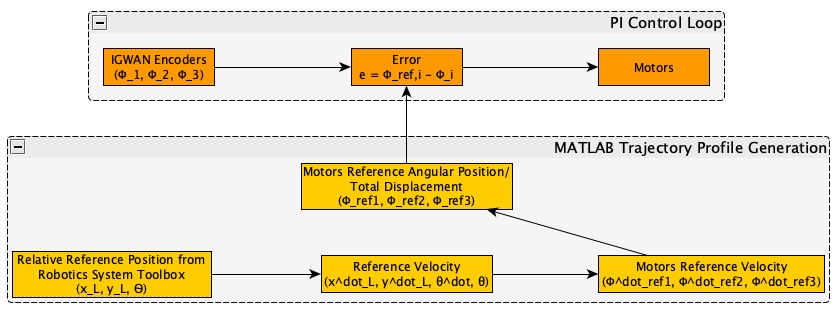 PI Control Loop
IGWAN Encoders
(Φ_1, Φ_2, Φ_3)
Error
e = Φ_ref,i − Φ_i
Motors
MATLAB Trajectory Profile Generation
Motors Reference Angular Position/
Total Displacement
(Φ_ref1, Φ_ref2, Φ_ref3)
Relative Reference Position from
Robotics System Toolbox
(x_L, y_L, Θ)
Reference Velocity
(x^dot_L, y^dot_L, θ^dot, θ)
Motors Reference Velocity
(Φ^dot_ref1, Φ^dot_ref2, Φ^dot_ref3)